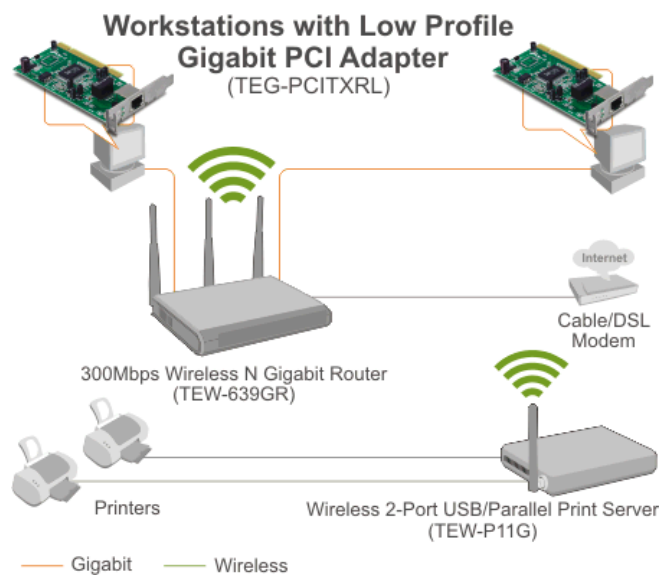 Workstations with Low Profile
Gigabit PCI Adapter
(TEG-PCITXRL)
Internet
Cable/DSL
Modem
300Mbps Wireless N Gigabit Router
(TEW-639GR)
Printers
Wireless 2-Port USB/Parallel Print Server
(TEW-P11G)
Gigabit
Wireless